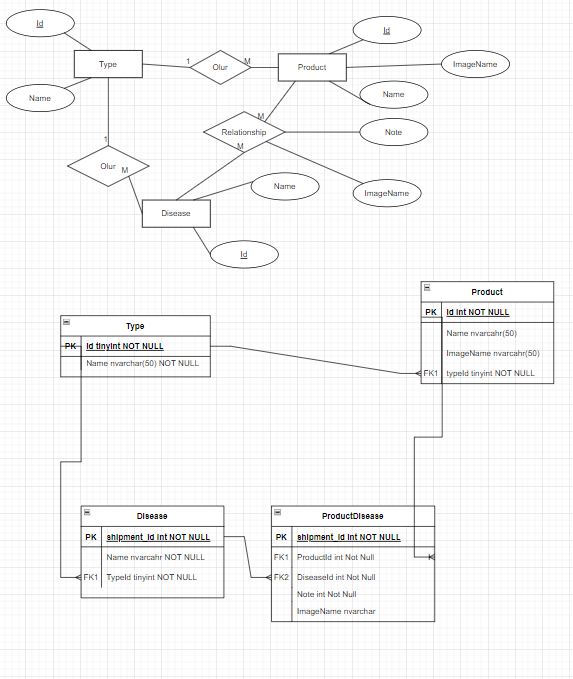 Id
Id
Type
1
Olur
M
Product
ImageName
Name
Name
M
Relationship
Note
1
M
Olur
M
Name
ImageName
Disease
Id
Product
PK
Id int NOT NULL
Name nvarcahr(50)
ImageName nvarcahr(50)
FK1
typeId tinyint NOT NULL
Type
PK
Id tinyint NOT NULL
Name nvarchar(50) NOT NULL
Disease
PK
shipment_id int NOT NULL
Name nvarcahr NOT NULL
FK1
TypeId tinyint NOT NULL
ProductDisease
PK
shipment_id int NOT NULL
FK1
ProductId int Not Null
FK2
DiseaseId int Not Null
Note int Not Null
ImageName nvarchar